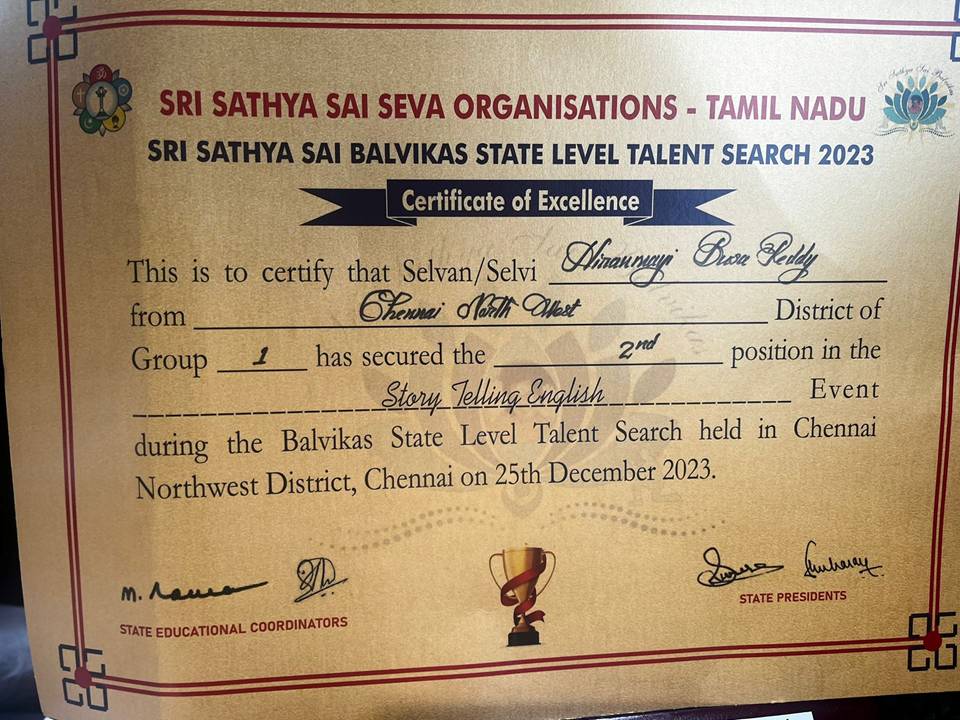 SRI SATHYA SAI SEVA ORGANISATIONS - TAMIL NADU
SRI SATHYA SAI BALVIKAS STATE LEVEL TALENT SEARCH 2023
Certificate of Excellence
This is to certify that Selvan/Selvi Hiranmayi Busa Reddy
from Chennai North West District of
Group 1 has secured the 2nd position in the
Story Telling English Event
during the Balvikas State Level Talent Search held in Chennai
Northwest District, Chennai on 25th December 2023.
STATE EDUCATIONAL COORDINATORS
STATE PRESIDENTS